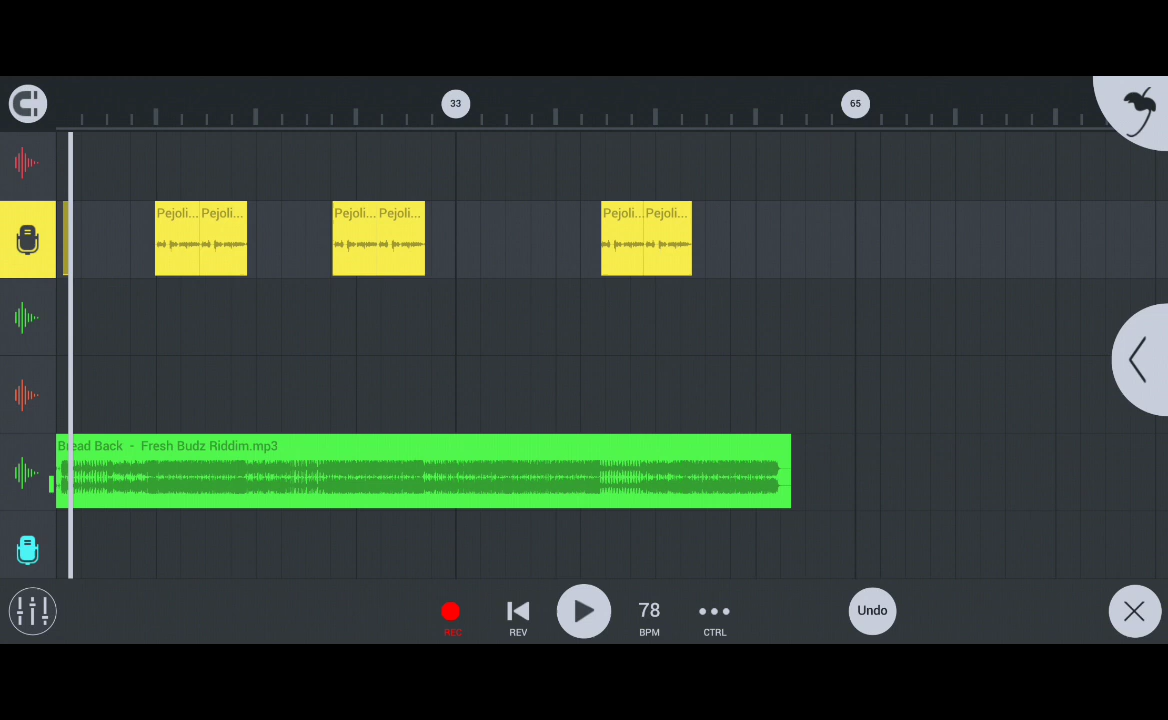 33
65
Pejoli... Pejoli...
Pejoli... Pejoli...
Pejoli... Pejoli...
Bread Back - Fresh Budz Riddim.mp3
78
Undo
REC
REV
BPM
CTRL